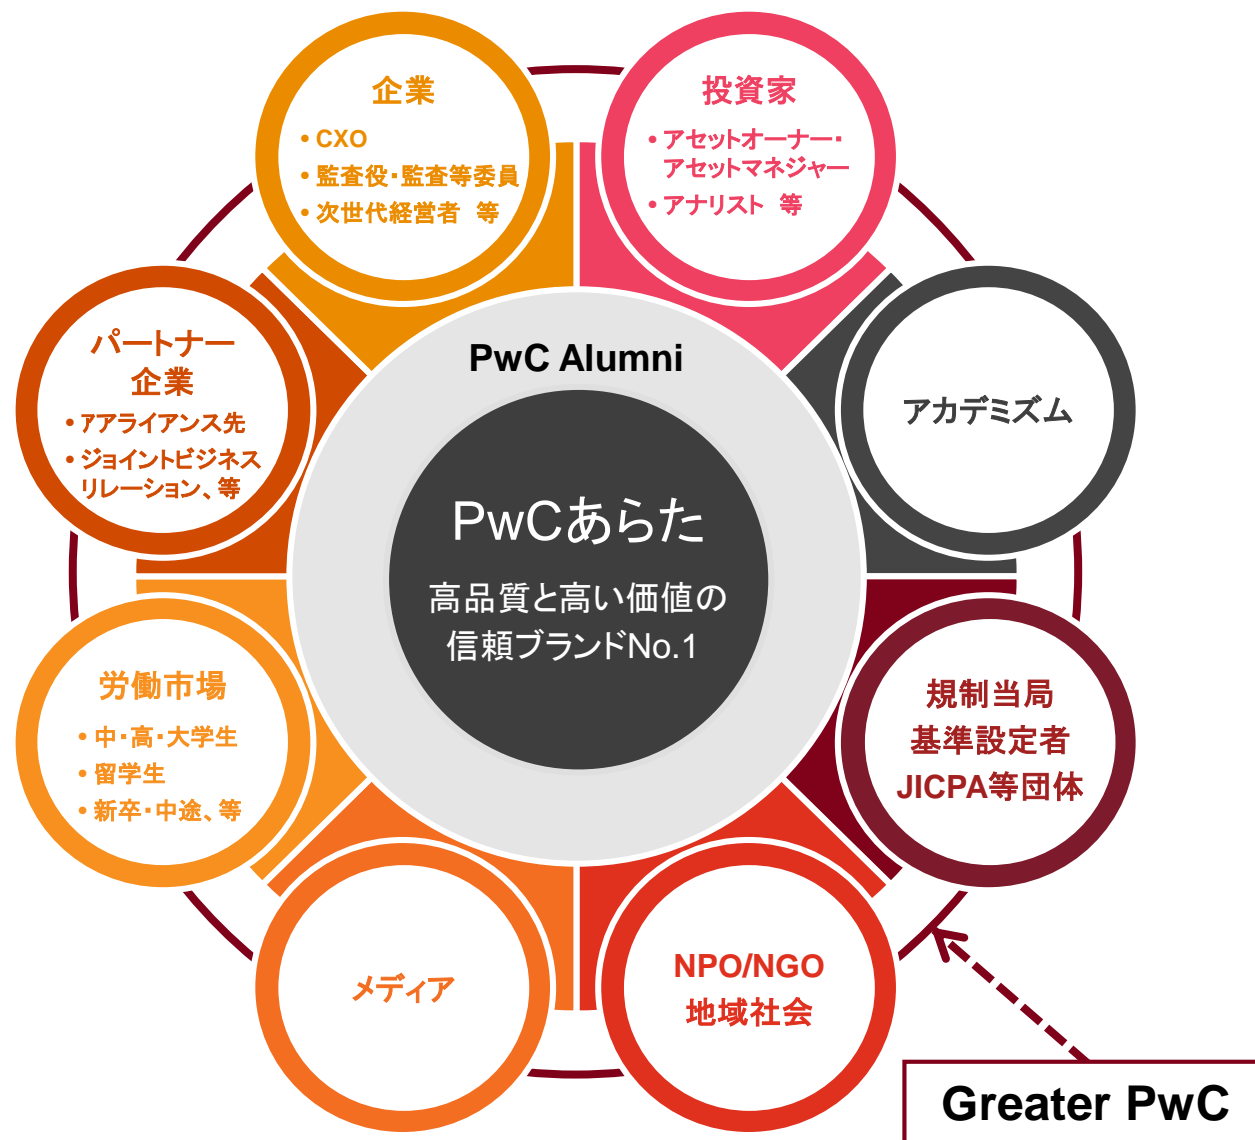 企業
• CXO
• 監査役・監査等委員
• 次世代経営者　等
投資家
• アセットオーナー・
アセットマネジャー
• アナリスト　等
パートナー
企業
• アアライアンス先
• ジョイントビジネス
リレーション、等
PwC Alumni
アカデミズム
PwCあらた
高品質と高い価値の
信頼ブランドNo.1
労働市場
• 中・高・大学生
• 留学生
• 新卒・中途、等
規制当局
基準設定者
JICPA等団体
メディア
NPO/NGO
地域社会
Greater PwC